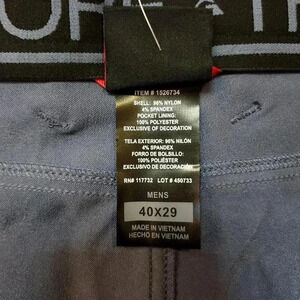 ITEM # 1526734
SHELL: 96% NYLON
4% SPANDEX
POCKET LINING:
100% POLYESTER
EXCLUSIVE OF DECORATION
TELA EXTERIOR: 96% NILÓN
4% SPANDEX
FORRO DE BOLSILLO:
100% POLIÉSTER
EXCLUSIVO DE DECORACIÓN
RN# 117732 LOT # 450733
MENS
40X29
MADE IN VIETNAM
HECHO EN VIETNAM